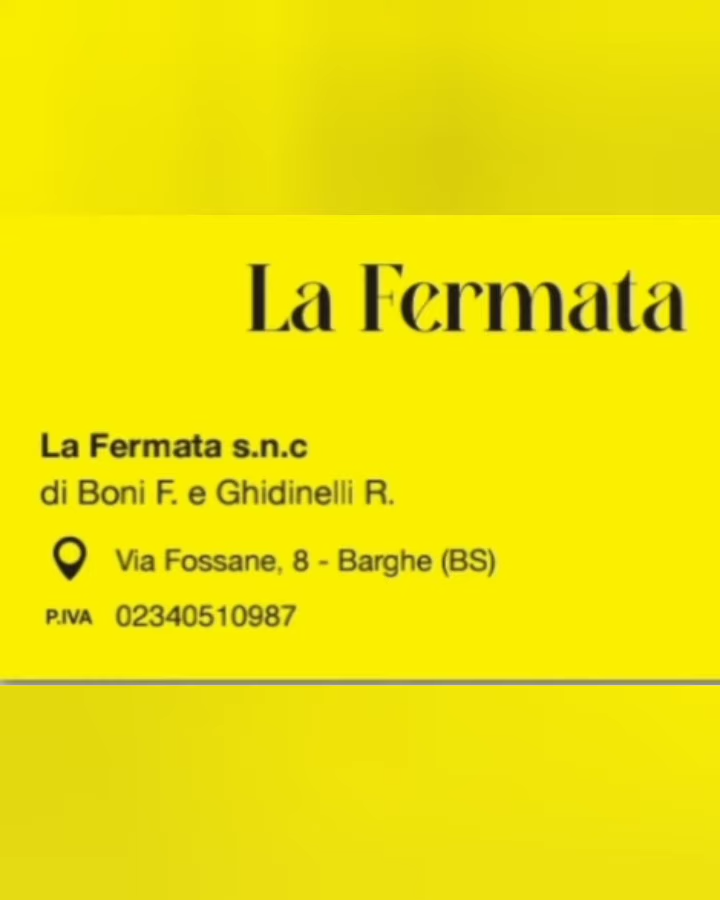 La Fermata
La Fermata s.n.c
di Boni F. e Ghidinelli R.
Via Fossane, 8 - Barghe (BS)
P.IVA 02340510987